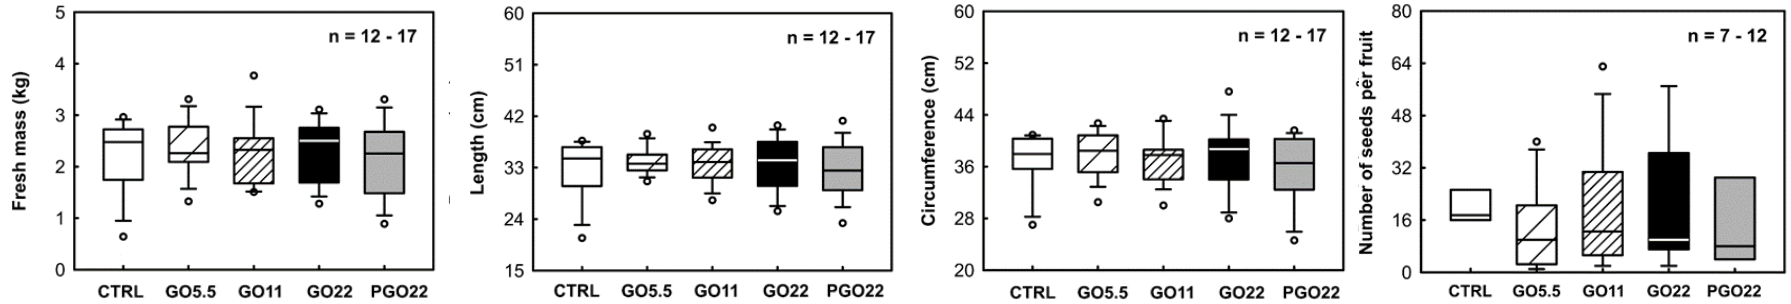 Fresh mass (kg)
5
4
3
2
1
0
n = 12 - 17
CTRL GO5.5 GO11 GO22 PGO22
Length (cm)
60
51
42
33
24
15
n = 12 - 17
CTRL GO5.5 GO11 GO22 PGO22
Circumference (cm)
60
52
44
36
28
20
n = 12 - 17
CTRL GO5.5 GO11 GO22 PGO22
Number of seeds pêr fruit
80
64
48
32
16
0
n = 7 - 12
CTRL GO5.5 GO11 GO22 PGO22